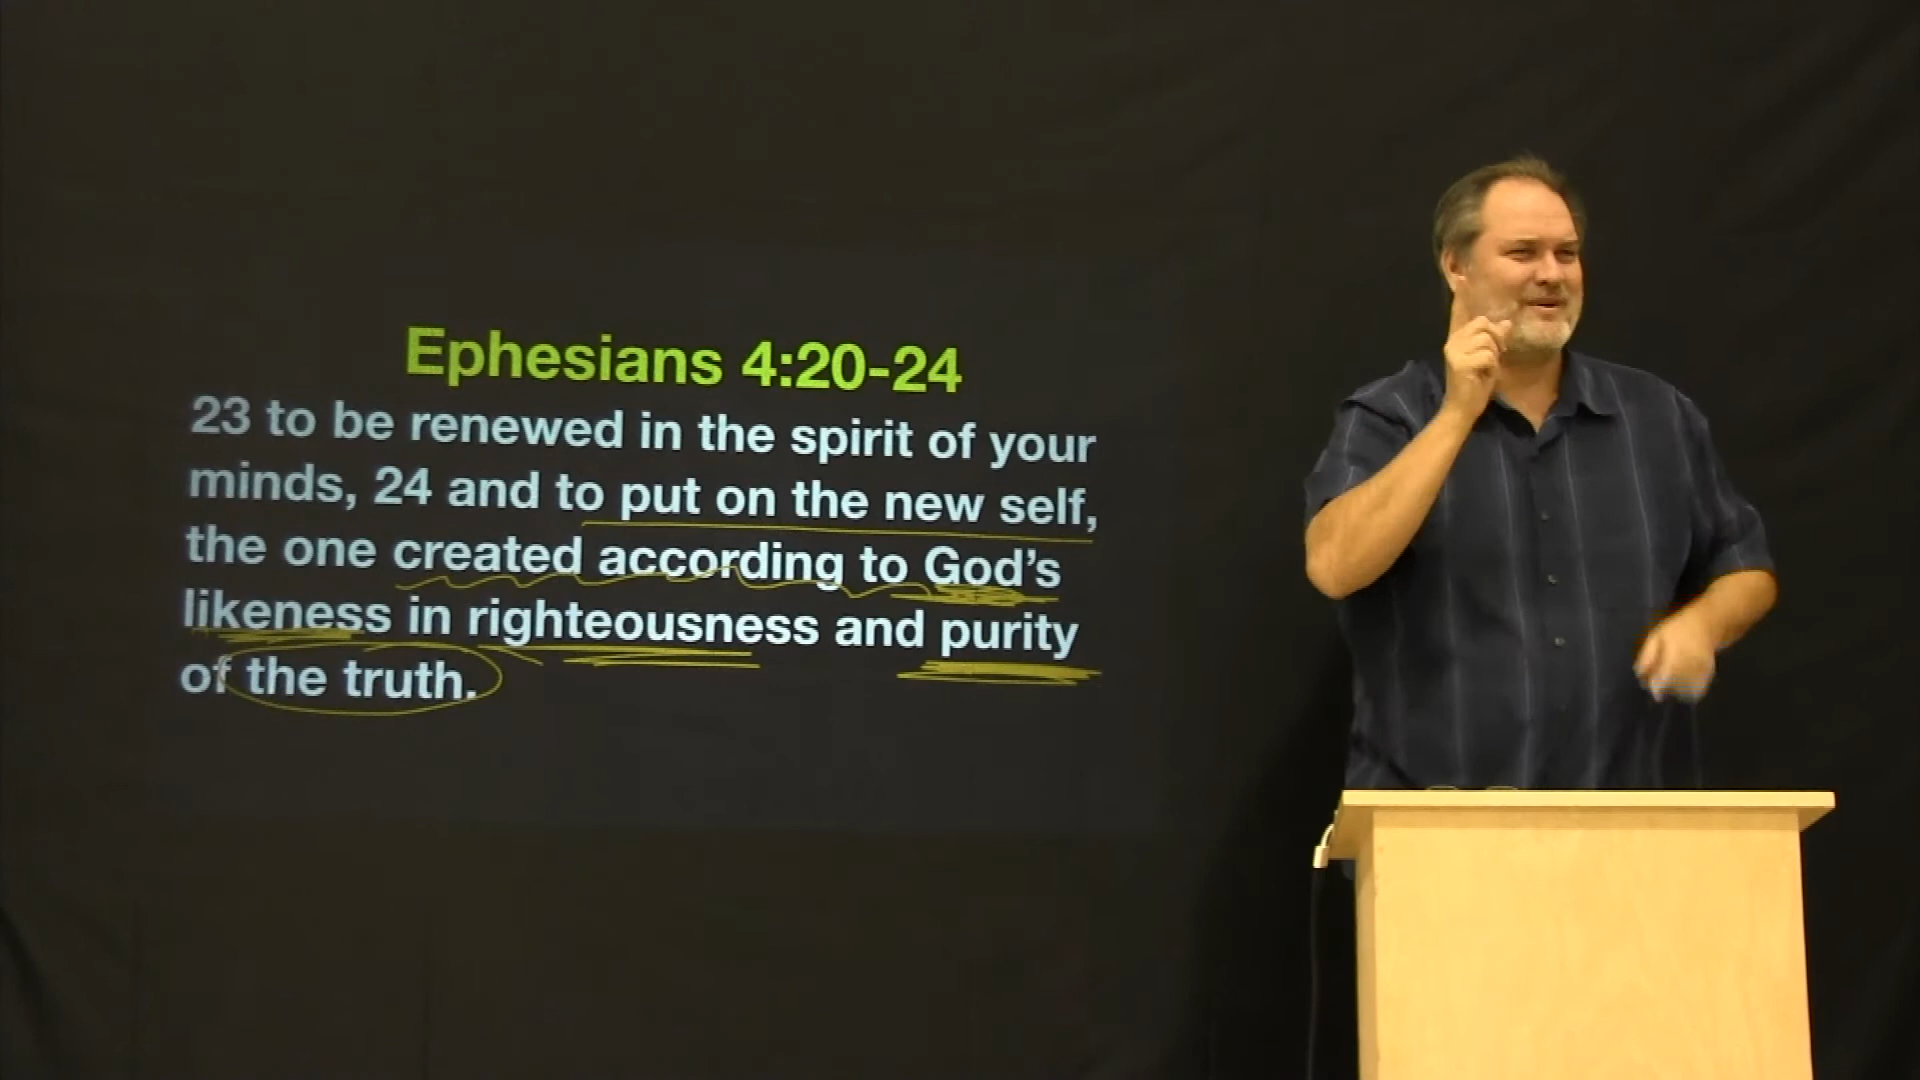 Ephesians 4:20-24
23 to be renewed in the spirit of your
minds, 24 and to put on the new self,
the one created according to God’s
likeness in righteousness and purity
of the truth.